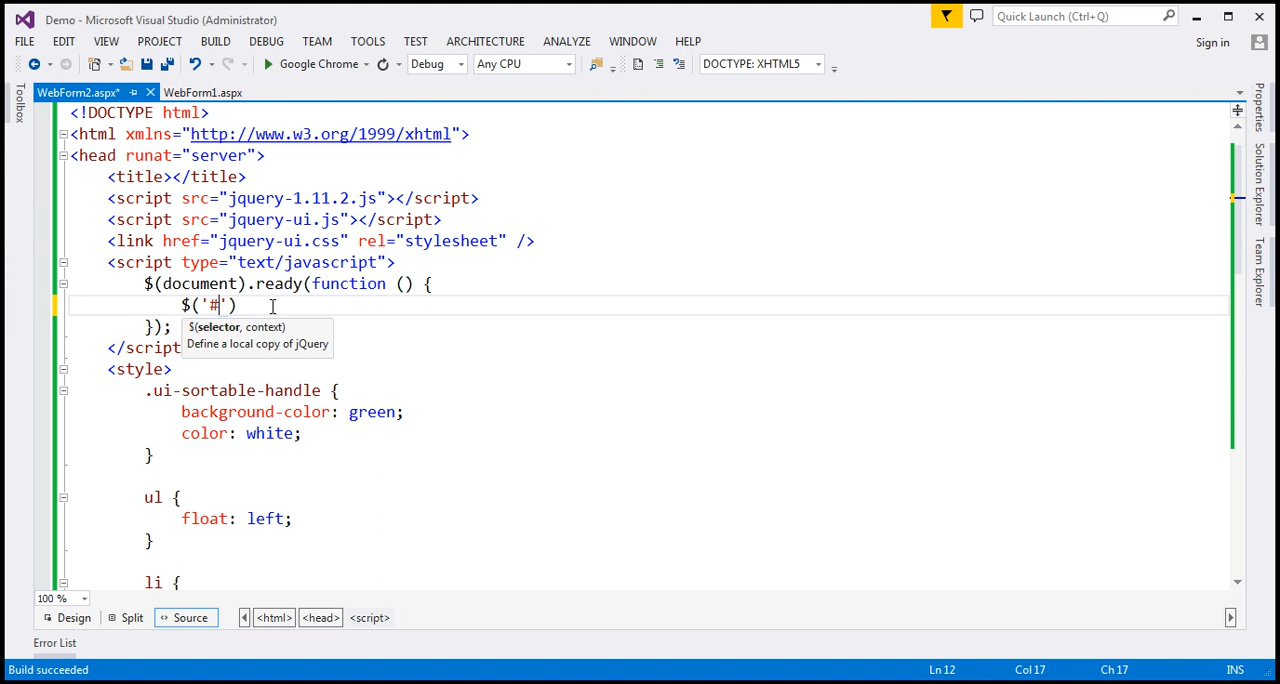 Demo - Microsoft Visual Studio (Administrator)
Quick Launch (Ctrl+Q)
FILE EDIT VIEW PROJECT BUILD DEBUG TEAM TOOLS TEST ARCHITECTURE ANALYZE WINDOW HELP
Sign in
Google Chrome Debug Any CPU DOCTYPE: XHTML5
WebForm2.aspx* WebForm1.aspx
Toolbox
Properties
Solution Explorer
Team Explorer
<!DOCTYPE html>
<html xmlns="http://www.w3.org/1999/xhtml">
<head runat="server">
<title></title>
<script src="jquery-1.11.2.js"></script>
<script src="jquery-ui.js"></script>
<link href="jquery-ui.css" rel="stylesheet" />
<script type="text/javascript">
$(document).ready(function () {
$('#')
});
$(selector, context)
Define a local copy of jQuery
</script
<style>
.ui-sortable-handle {
background-color: green;
color: white;
}
ul {
float: left;
}
li {
100 %
Design Split Source <html> <head> <script>
Error List
Build succeeded Ln 12 Col 17 Ch 17 INS